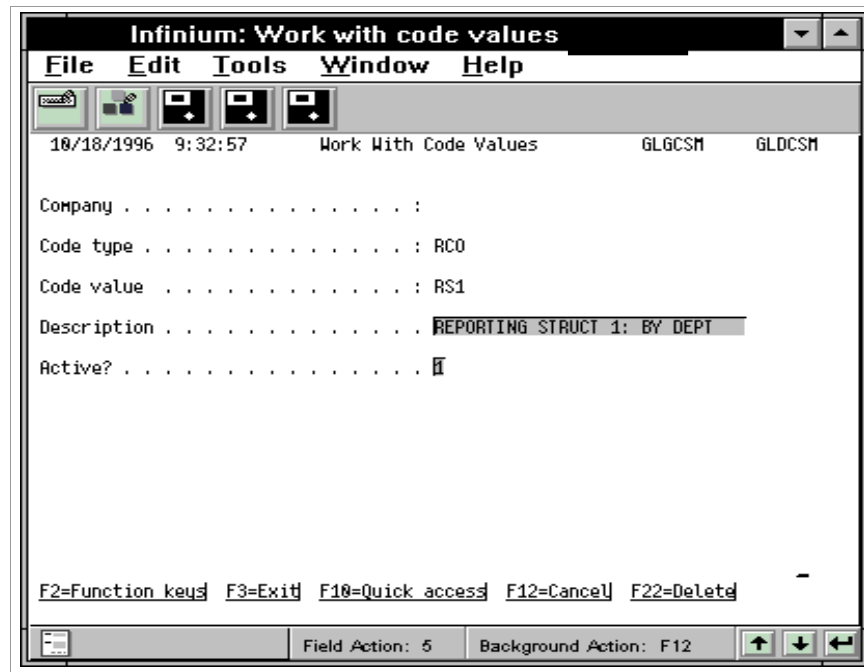 Infinium: Work with code values
File Edit Tools Window Help
10/18/1996 9:32:57 Work With Code Values GLGCSM GLDCSM
Company . . . . . . . . . . . . . . :
Code type . . . . . . . . . . . . . : RCO
Code value . . . . . . . . . . . . : RS1
Description . . . . . . . . . . . . . REPORTING STRUCT 1: BY DEPT
Active? . . . . . . . . . . . . . . . 1
F2=Function keys F3=Exit F10=Quick access F12=Cancel F22=Delete
Field Action: 5 Background Action: F12